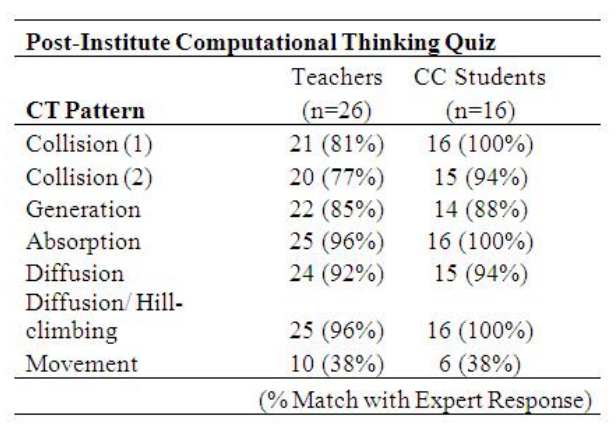 Post-Institute Computational Thinking Quiz
Teachers CC Students
CT Pattern (n=26) (n=16)
Collision (1) 21 (81%) 16 (100%)
Collision (2) 20 (77%) 15 (94%)
Generation 22 (85%) 14 (88%)
Absorption 25 (96%) 16 (100%)
Diffusion 24 (92%) 15 (94%)
Diffusion/ Hill-
climbing 25 (96%) 16 (100%)
Movement 10 (38%) 6 (38%)
(% Match with Expert Response)